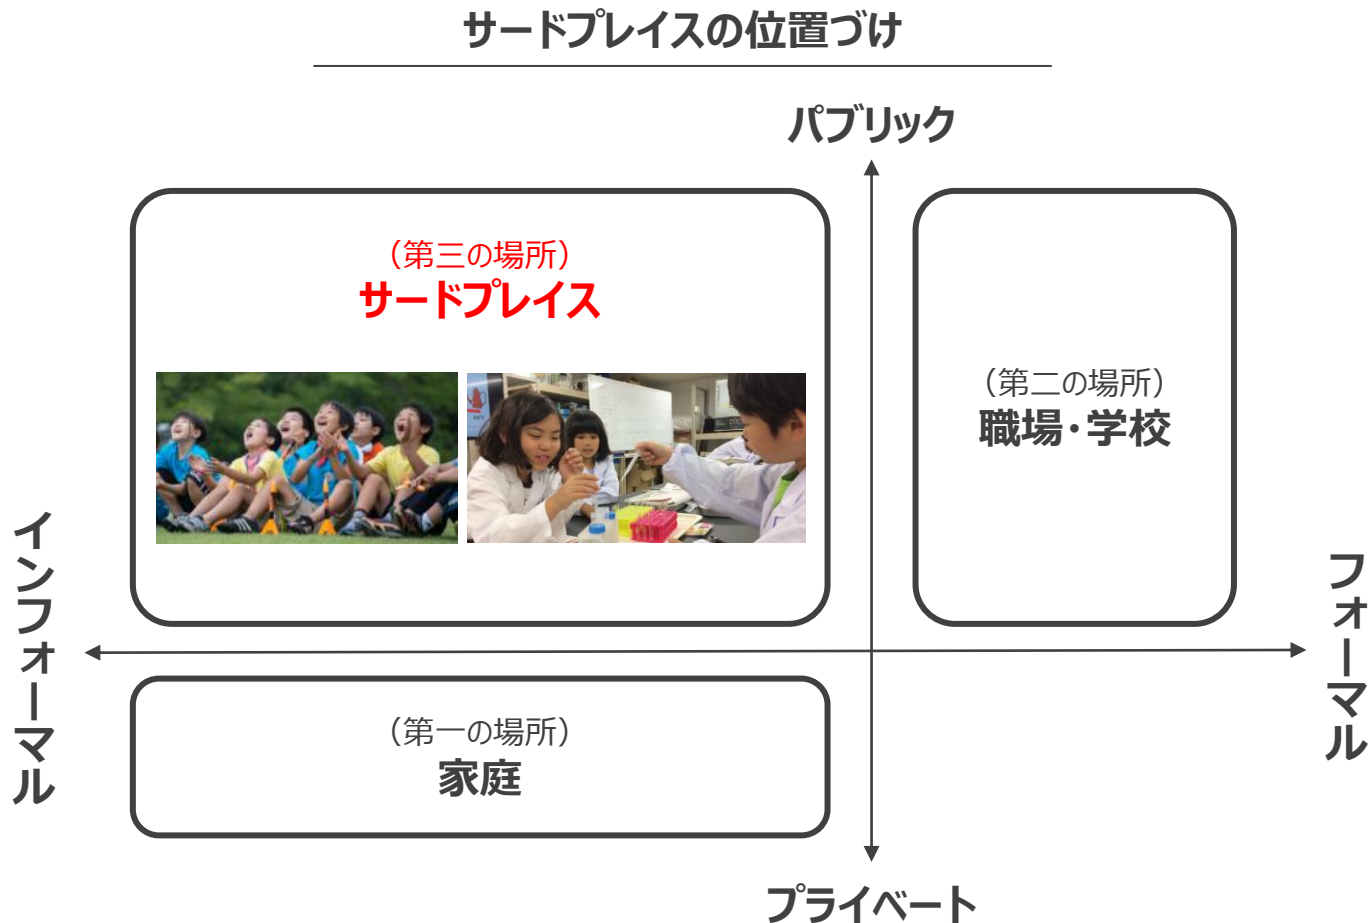 サードプレイスの位置づけ
パブリック
（第三の場所）
サードプレイス
（第二の場所）
職場・学校
インフォーマル
フォーマル
（第一の場所）
家庭
プライベート